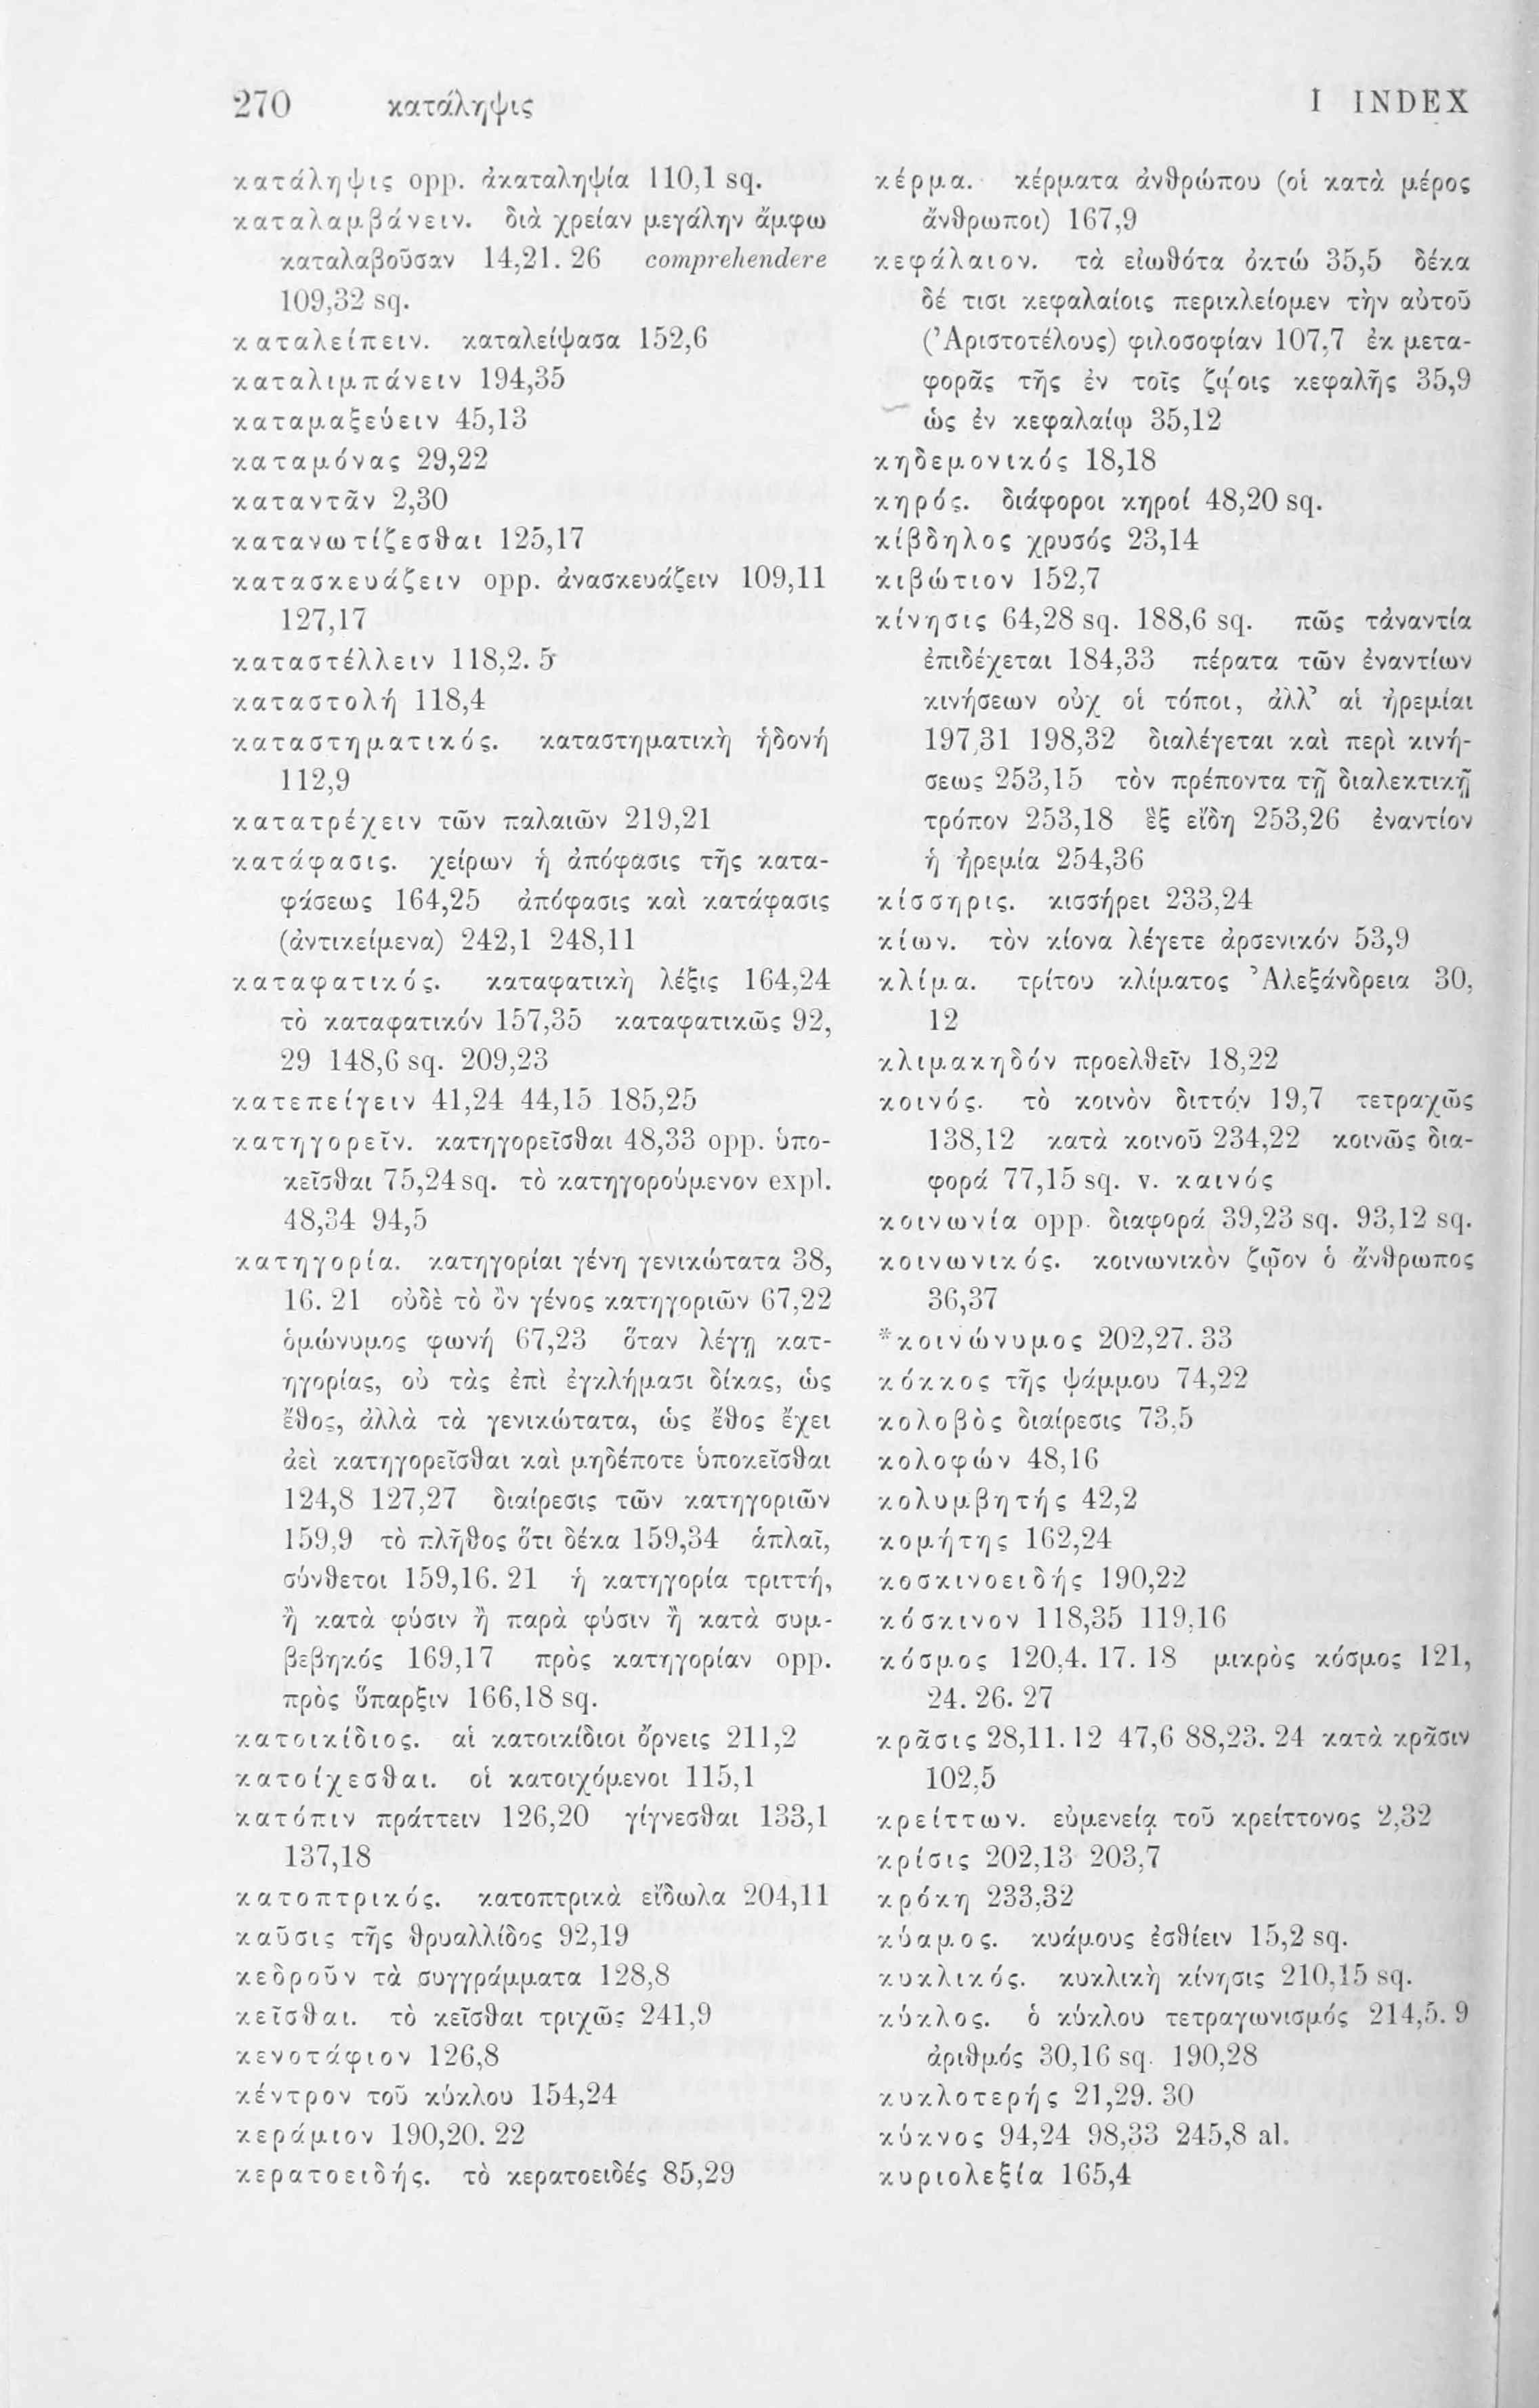 270 κατάληψις I INDEX
κατάληψις opp. ἀκαταληψία 110,1 sq.
καταλαμβάνειν. διὰ χρείαν μεγάλην ἄμφω
καταλαβοῦσαν 14,21. 26 comprehendere
109,32 sq.
καταλείπειν. καταλείψασα 152,6
καταλιμπάνειν 194,35
καταμαξεύειν 45,13
καταμόνας 29,22
καταντᾶν 2,30
κατανωτίζεσθαι 125,17
κατασκευάζειν opp. ἀνασκευάζειν 109,11
127,17
καταστέλλειν 118,2. 5
καταστολή 118,4
καταστηματικός. καταστηματικὴ ἡδονή
112,9
κατατρέχειν τῶν παλαιῶν 219,21
κατάφασις. χείρων ἡ ἀπόφασις τῆς κατα-
φάσεως 164,25 ἀπόφασις καὶ κατάφασις
(ἀντικείμενα) 242,1 248,11
καταφατικός. καταφατικὴ λέξις 164,24
τὸ καταφατικόν 157,35 καταφατικῶς 92,
29 148,6 sq. 209,23
κατεπείγειν 41,24 44,15 185,25
κατηγορεῖν. κατηγορεῖσθαι 48,33 opp. ὑπο-
κεῖσθαι 75,24 sq. τὸ κατηγορούμενον expl.
48,34 94,5
κατηγορία. κατηγορίαι γένη γενικώτατα 38,
16. 21 οὐδὲ τὸ ὂν γένος κατηγοριῶν 67,22
ὁμώνυμος φωνή 67,23 ὅταν λέγῃ κατ-
ηγορίας, οὐ τὰς ἐπὶ ἐγκλήμασι δίκας, ὡς
ἔθος, ἀλλὰ τὰ γενικώτατα, ὡς ἔθος ἔχει
ἀεὶ κατηγορεῖσθαι καὶ μηδέποτε ὑποκεῖσθαι
124,8 127,27 διαίρεσις τῶν κατηγοριῶν
159,9 τὸ πλῆθος ὅτι δέκα 159,34 ἁπλαῖ,
σύνθετοι 159,16. 21 ἡ κατηγορία τριττή,
ἢ κατὰ φύσιν ἢ παρὰ φύσιν ἢ κατὰ συμ-
βεβηκός 169,17 πρὸς κατηγορίαν opp.
πρὸς ὕπαρξιν 166,18 sq.
κατοικίδιος. αἱ κατοικίδιοι ὄρνεις 211,2
κατοίχεσθαι. οἱ κατοιχόμενοι 115,1
κατόπιν πράττειν 126,20 γίγνεσθαι 133,1
137,18
κατοπτρικός. κατοπτρικὰ εἴδωλα 204,11
καῦσις τῆς θρυαλλίδος 92,19
κεδροῦν τὰ συγγράμματα 128,8
κεῖσθαι. τὸ κεῖσθαι τριχῶς 241,9
κενοτάφιον 126,8
κέντρον τοῦ κύκλου 154,24
κεράμιον 190,20. 22
κερατοειδής. τὸ κερατοειδές 85,29
κέρμα. κέρματα ἀνθρώπου (οἱ κατὰ μέρος
ἄνθρωποι) 167,9
κεφάλαιον. τὰ εἰωθότα ὀκτώ 35,5 δέκα
δέ τισι κεφαλαίοις περικλείομεν τὴν αὐτοῦ
(Ἀριστοτέλους) φιλοσοφίαν 107,7 ἐκ μετα-
φορᾶς τῆς ἐν τοῖς ζῴοις κεφαλῆς 35,9
ὡς ἐν κεφαλαίῳ 35,12
κηδεμονικός 18,18
κηρός. διάφοροι κηροί 48,20 sq.
κίβδηλος χρυσός 23,14
κιβώτιον 152,7
κίνησις 64,28 sq. 188,6 sq. πῶς τἀναντία
ἐπιδέχεται 184,33 πέρατα τῶν ἐναντίων
κινήσεων οὐχ οἱ τόποι, ἀλλ’ αἱ ἠρεμίαι
197,31 198,32 διαλέγεται καὶ περὶ κινή-
σεως 253,15 τὸν πρέποντα τῇ διαλεκτικῇ
τρόπον 253,18 ἓξ εἴδη 253,26 ἐναντίον
ἡ ἠρεμία 254,36
κίσσηρις. κισσήρει 233,24
κίων. τὸν κίονα λέγετε ἀρσενικόν 53,9
κλίμα. τρίτου κλίματος Ἀλεξάνδρεια 30,
12
κλιμακηδόν προελθεῖν 18,22
κοινός. τὸ κοινὸν διττόν 19,7 τετραχῶς
138,12 κατὰ κοινοῦ 234,22 κοινῶς δια-
φορά 77,15 sq. v. καινός
κοινωνία opp. διαφορά 39,23 sq. 93,12 sq.
κοινωνικός. κοινωνικὸν ζῷον ὁ ἄνθρωπος
36,37
*κοινώνυμος 202,27. 33
κόκκος τῆς ψάμμου 74,22
κολοβὸς διαίρεσις 73,5
κολοφών 48,16
κολυμβητής 42,2
κομήτης 162,24
κοσκινοειδής 190,22
κόσκινον 118,35 119,16
κόσμος 120,4. 17. 18 μικρὸς κόσμος 121,
24. 26. 27
κρᾶσις 28,11. 12 47,6 88,23. 24 κατὰ κρᾶσιν
102,5
κρείττων. εὐμενείᾳ τοῦ κρείττονος 2,32
κρίσις 202,13 203,7
κρόκη 233,32
κύαμος. κυάμους ἐσθίειν 15,2 sq.
κυκλικός. κυκλικὴ κίνησις 210,15 sq.
κύκλος. ὁ κύκλου τετραγωνισμός 214,5. 9
ἀριθμός 30,16 sq. 190,28
κυκλοτερής 21,29. 30
κύκνος 94,24 98,33 245,8 al.
κυριολεξία 165,4